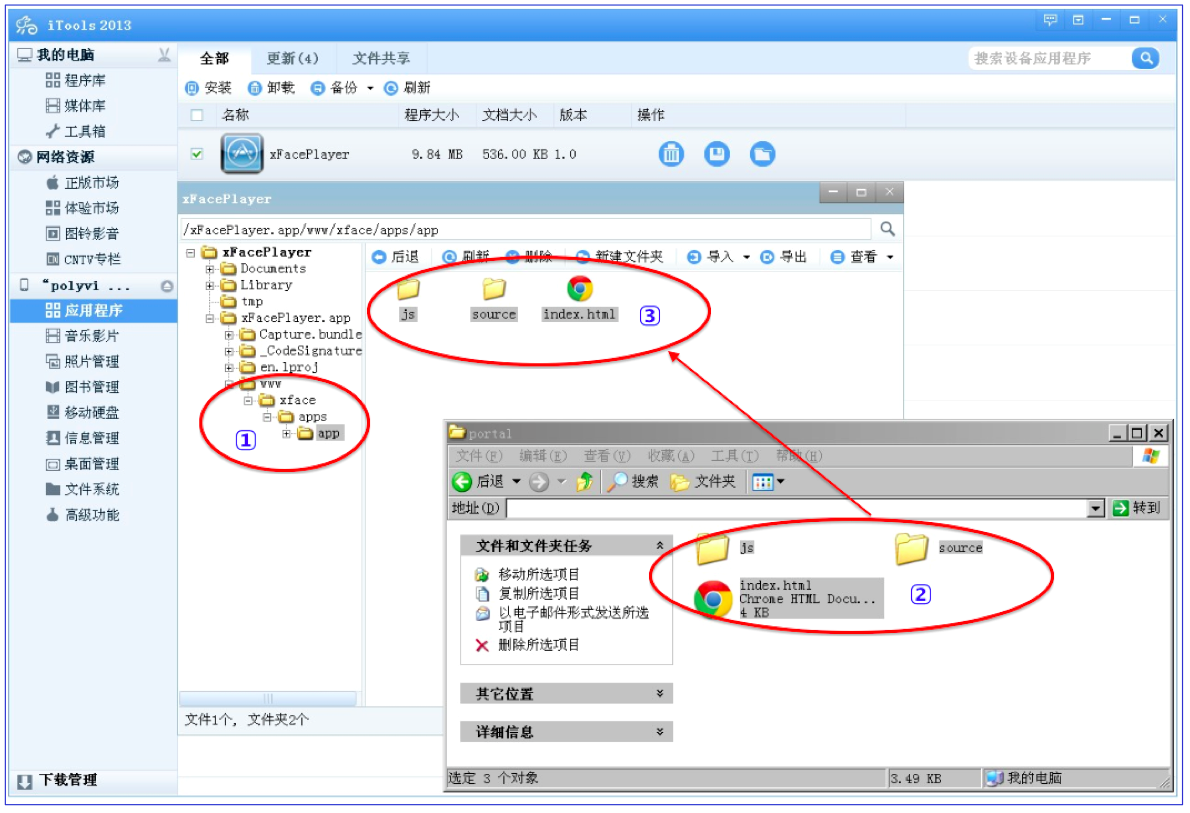 iTools 2013
我的电脑
程序库
媒体库
工具箱
网络资源
正版市场
体验市场
图铃影音
CNTV专栏
“polyvi ...
应用程序
音乐影片
照片管理
图书管理
移动硬盘
信息管理
桌面管理
文件系统
高级功能
下载管理
全部 更新(4) 文件共享
搜索设备应用程序
安装 卸载 备份 刷新
名称 程序大小 文档大小 版本 操作
xFacePlayer 9.84 MB 536.00 KB 1.0
xFacePlayer
/xFacePlayer.app/www/xface/apps/app
后退 刷新 删除 新建文件夹 导入 导出 查看
xFacePlayer
Documents
Library
tmp
xFacePlayer.app
Capture.bundle
_CodeSignature
en.lproj
www
xface
apps
app
1
js source index.html 3
文件1个, 文件夹2个
portal
文件(F) 编辑(E) 查看(V) 收藏(A) 工具(T) 帮助(H)
后退 搜索 文件夹
地址(D) 转到
文件和文件夹任务
移动所选项目
复制所选项目
以电子邮件形式发送所选
项目
删除所选项目
其它位置
详细信息
js source
index.html
Chrome HTML Docu...
4 KB
2
选定 3 个对象 3.49 KB 我的电脑